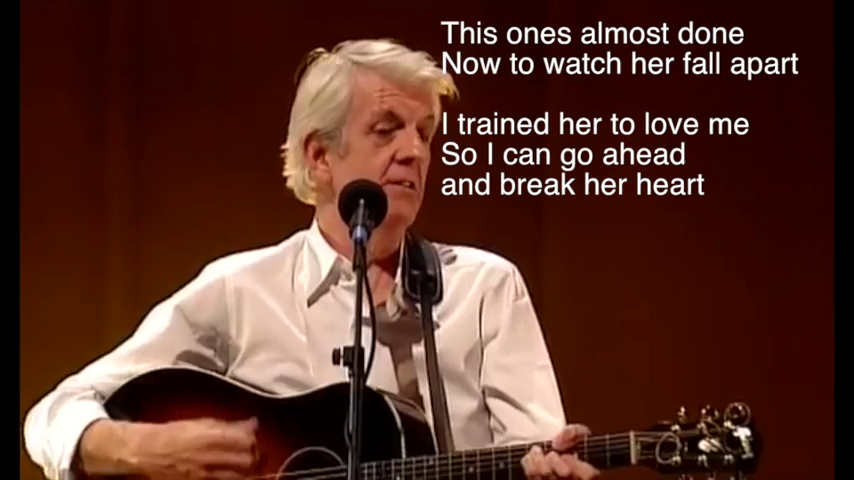 This ones almost done
Now to watch her fall apart
I trained her to love me
So I can go ahead
and break her heart